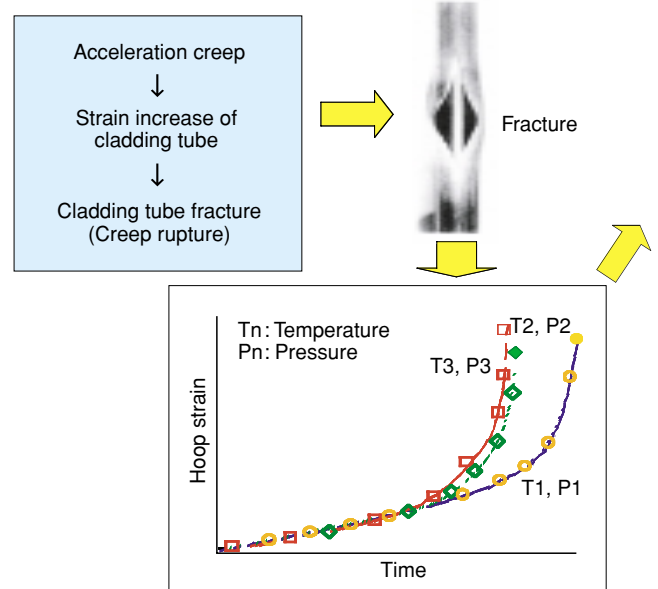 Acceleration creep
↓
Strain increase of
cladding tube
↓
Cladding tube fracture
(Creep rupture)
Fracture
Tn: Temperature
Pn: Pressure
T2, P2
T3, P3
T1, P1
Hoop strain
Time